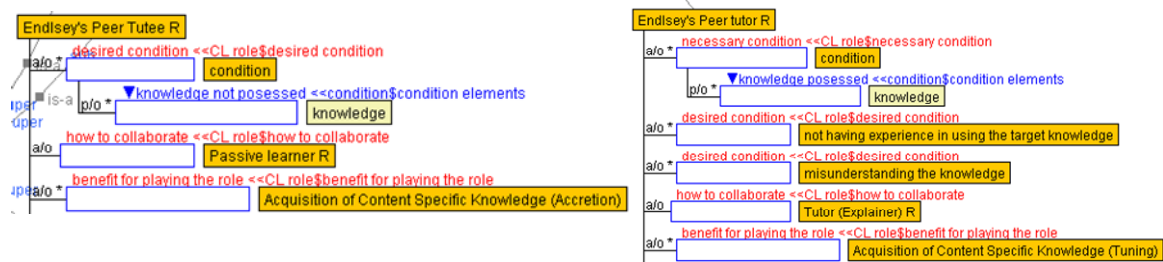 Endlsey's Peer Tutee R
desired condition <<CL role$desired condition
a/o *
condition
is-a
knowledge not posessed <<condition$condition elements
p/o *
knowledge
uper
uper
how to collaborate <<CL role$how to collaborate
a/o
Passive learner R
benefit for playing the role <<CL role$benefit for playing the role
a/o *
Acquisition of Content Specific Knowledge (Accretion)
Endlsey's Peer tutor R
necessary condition <<CL role$necessary condition
a/o *
condition
knowledge posessed <<condition$condition elements
p/o *
knowledge
desired condition <<CL role$desired condition
a/o *
not having experience in using the target knowledge
desired condition <<CL role$desired condition
a/o *
misunderstanding the knowledge
how to collaborate <<CL role$how to collaborate
a/o
Tutor (Explainer) R
benefit for playing the role <<CL role$benefit for playing the role
a/o *
Acquisition of Content Specific Knowledge (Tuning)